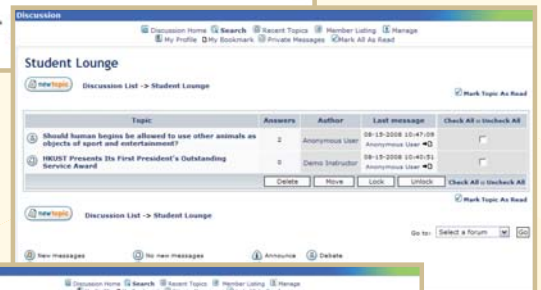 Discussion
Discussion Home Search Recent Topics Member Listing Manage
My Profile My Bookmark Private Messages Mark All As Read
Student Lounge
new topic Discussion List -> Student Lounge
Mark Topic As Read
Topic Answers Author Last message Check All :: Uncheck All
Should human begins be allowed to use other animals as objects of sport and entertainment? 2 Anonymous User 08-15-2008 10:47:09 Anonymous User
HKUST Presents Its First President's Outstanding Service Award 0 Demo Instructor 08-15-2008 10:40:51 Anonymous User
Delete Move Lock Unlock Check All :: Uncheck All
Mark Topic As Read
new topic Discussion List -> Student Lounge
Go to: Select a forum Go
New messages No new messages Announce Debate
Discussion Home Search Recent Topics Member Listing Manage